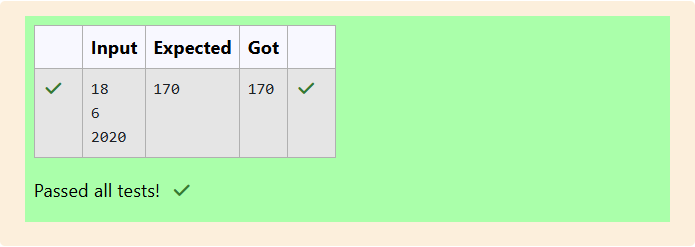 Input Expected Got
18 170 170
6
2020
Passed all tests!